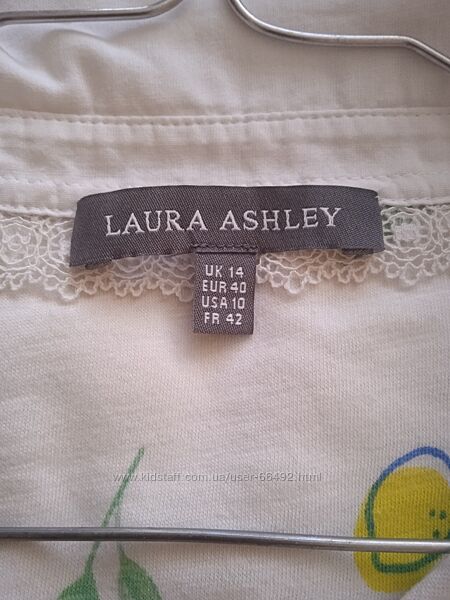 LAURA ASHLEY
UK 14
EUR 40
USA 10
FR 42
www.kidstaff.com.ua/user-68492.html